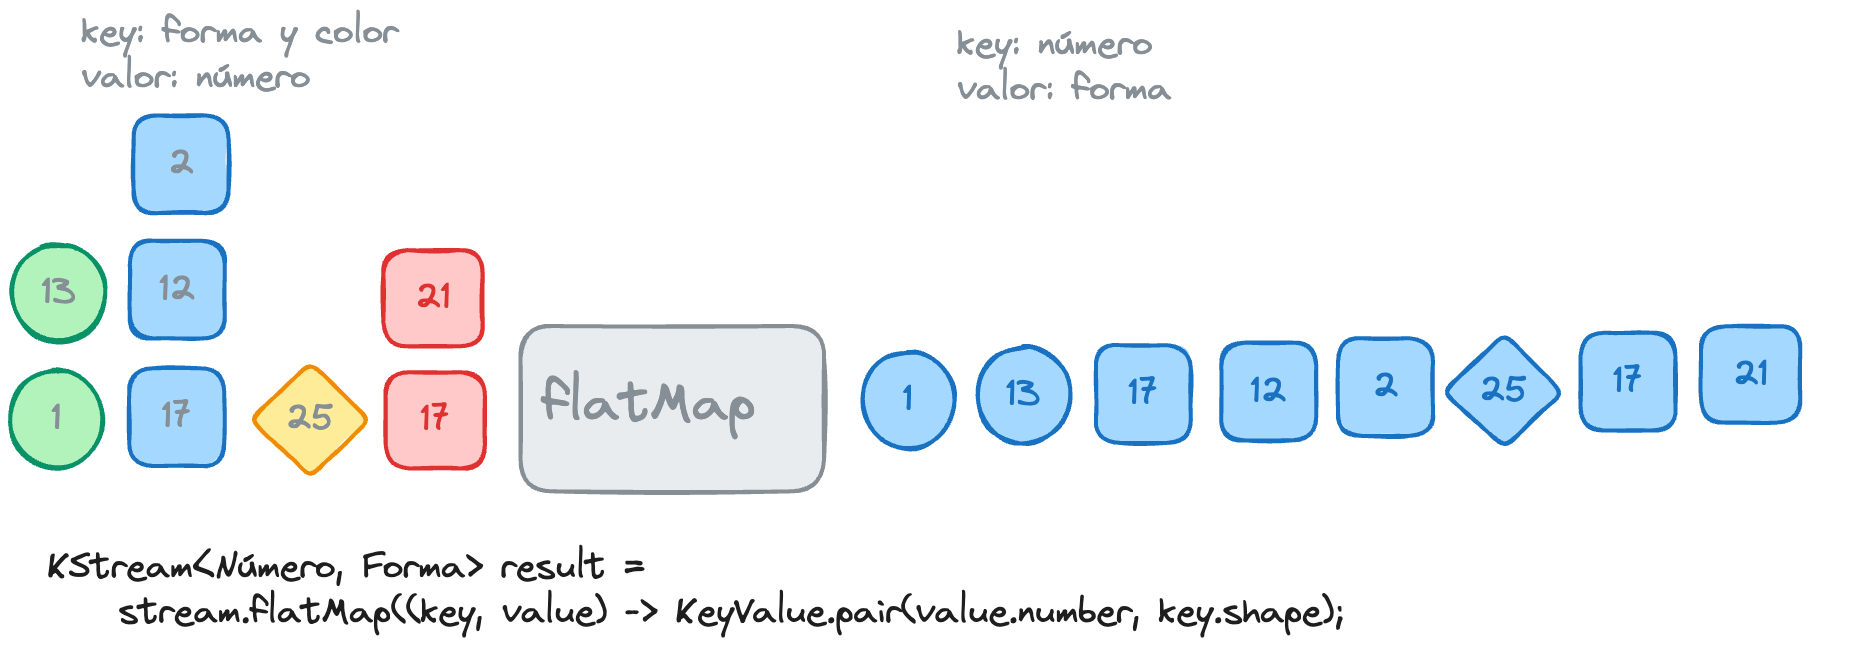 key: forma y color
valor: número
key: número
valor: forma
2
13
12
21
1
17
25
17
flatMap
1
13
17
12
2
25
17
21
KStream<Número, Forma> result =
stream.flatMap((key, value) -> KeyValue.pair(value.number, key.shape);